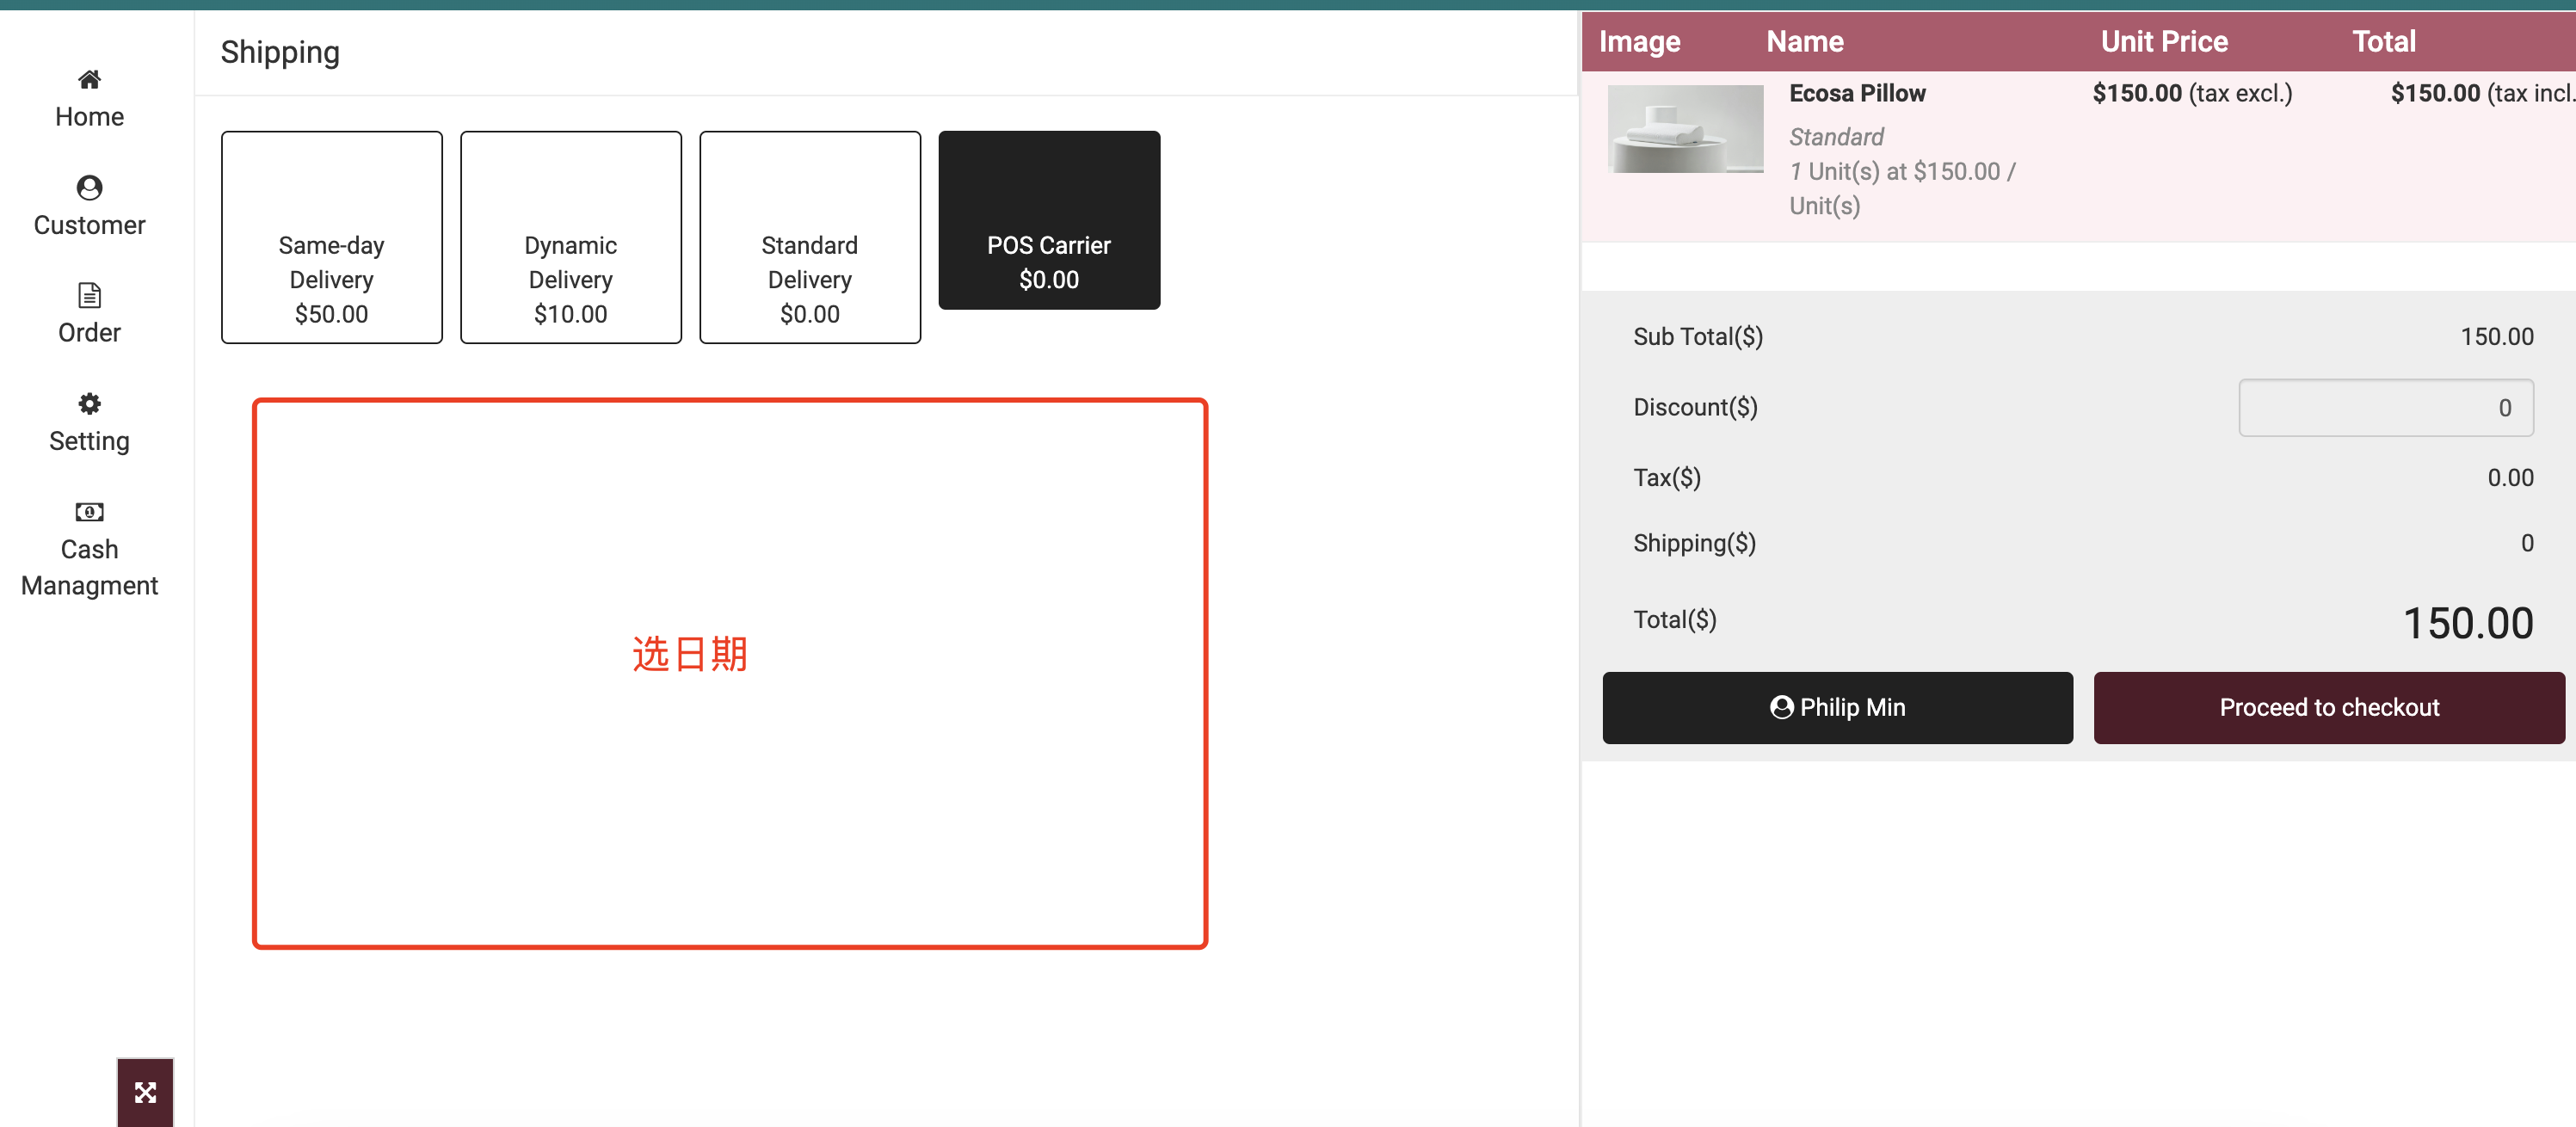 Home
Customer
Order
Setting
Cash
Managment
Shipping
Same-day
Delivery
$50.00
Dynamic
Delivery
$10.00
Standard
Delivery
$0.00
POS Carrier
$0.00
选日期
Image Name Unit Price Total
Ecosa Pillow $150.00 (tax excl.) $150.00 (tax incl.
Standard
1 Unit(s) at $150.00 /
Unit(s)
Sub Total($) 150.00
Discount($) 0
Tax($) 0.00
Shipping($) 0
Total($) 150.00
Philip Min
Proceed to checkout